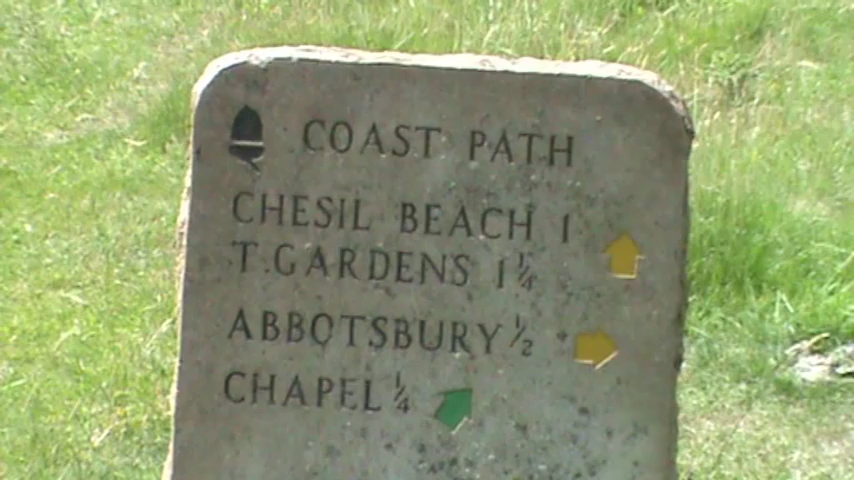 COAST PATH
CHESIL BEACH 1
T.GARDENS 1¼
ABBOTSBURY ½
CHAPEL ¼